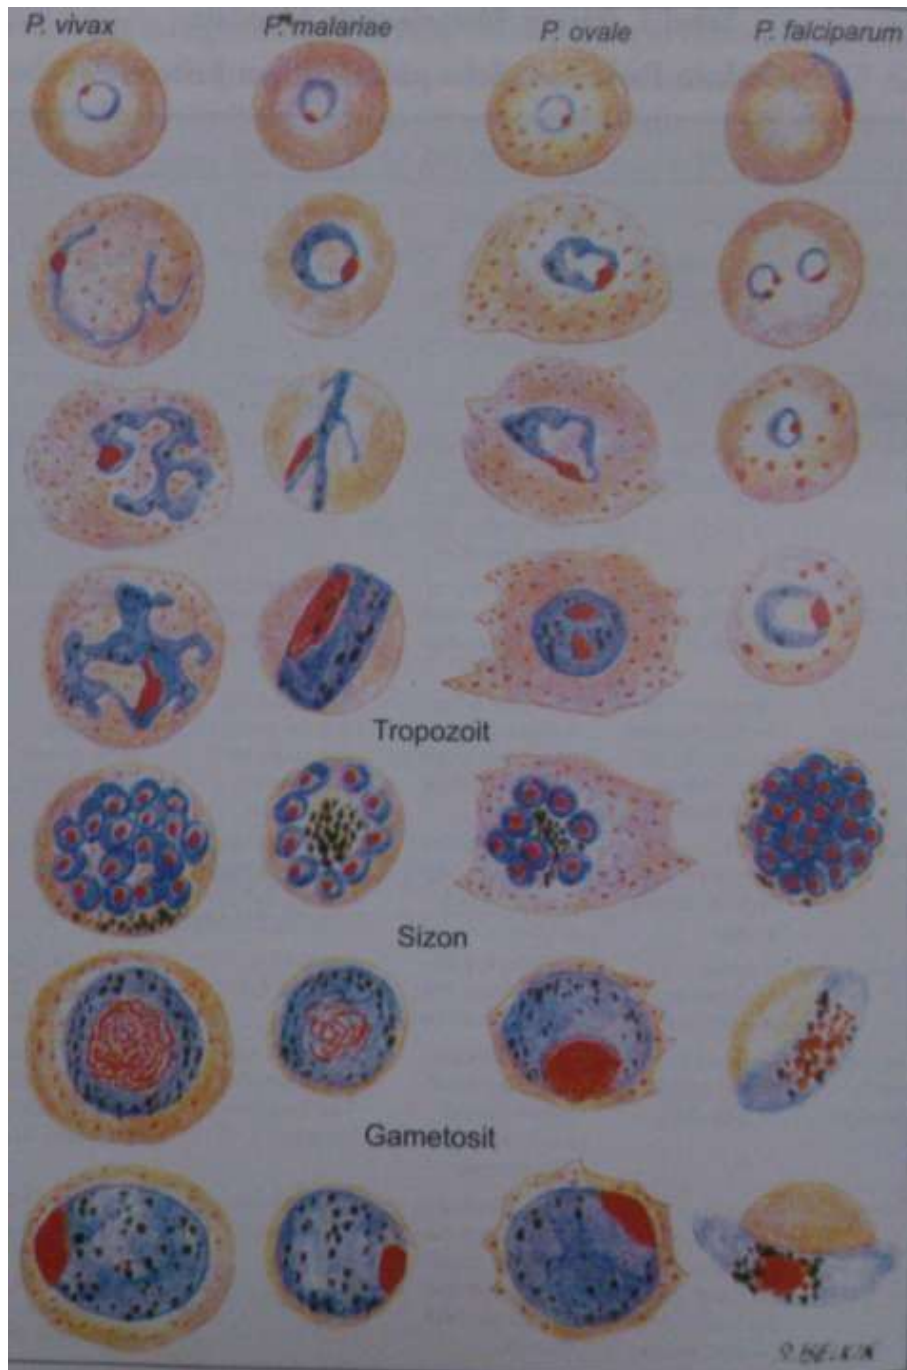 P. vivax
P. malariae
P. ovale
P. falciparum
Tropozoit
Sizon
Gametosit